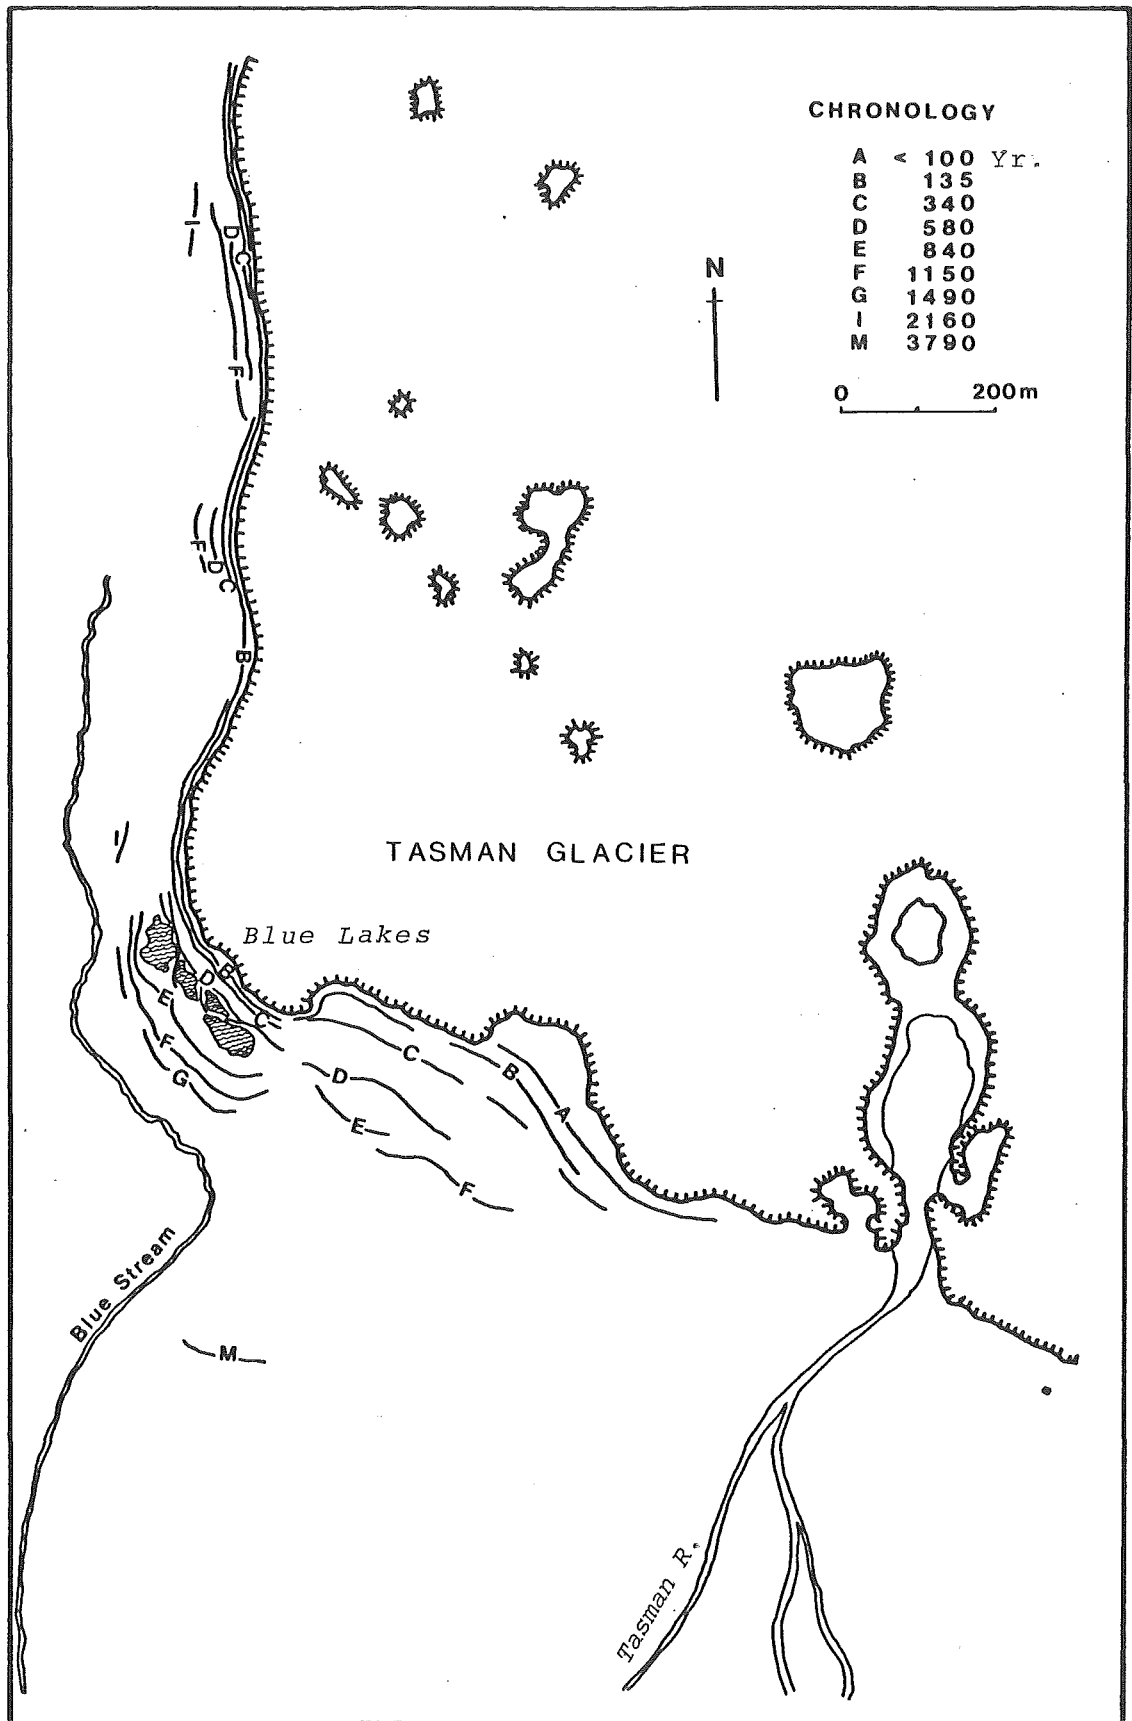 CHRONOLOGY
A < 100 Yr.
B 135
C 340
D 580
E 840
F 1150
G 1490
I 2160
M 3790
N
0 200m
I
D
C
F
F
D
C
B
I
TASMAN GLACIER
Blue Lakes
B
D
E
C
F
G
C
B
D
A
E
F
Blue Stream
M
Tasman R.